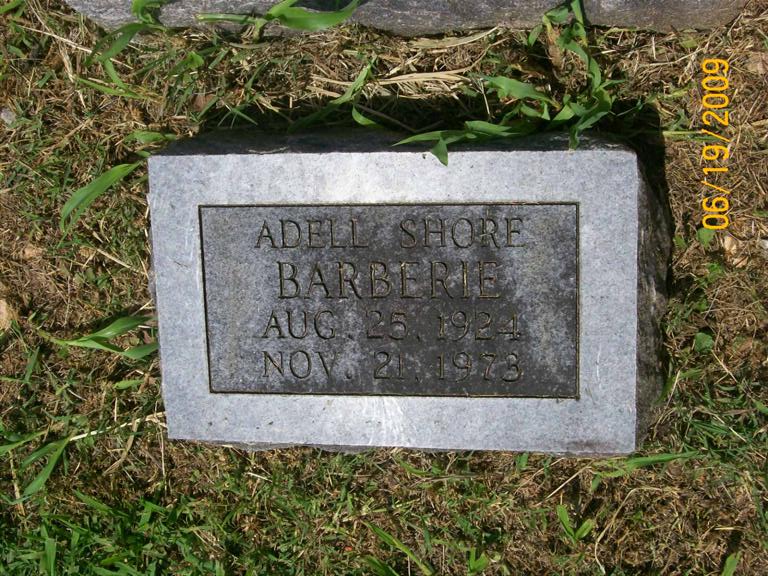 ADELL SHORE
BARBERIE
AUG. 25, 1924
NOV. 21, 1973
06/19/2009